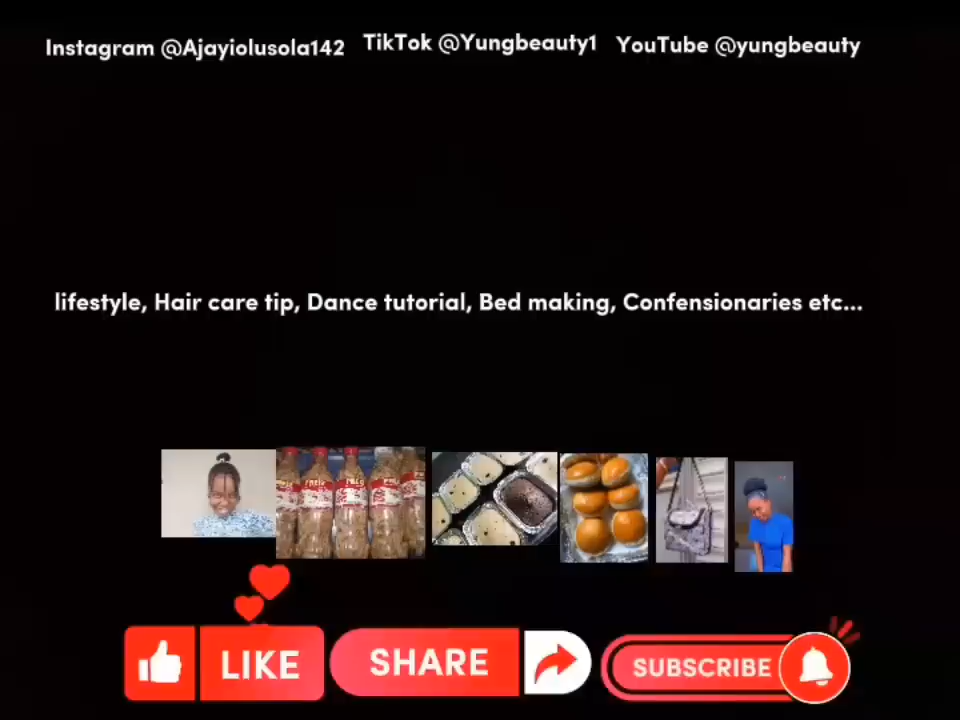 Instagram @Ajayiolusola142 TikTok @Yungbeauty1 YouTube @yungbeauty
lifestyle, Hair care tip, Dance tutorial, Bed making, Confensionaries etc...
LIKE SHARE SUBSCRIBE